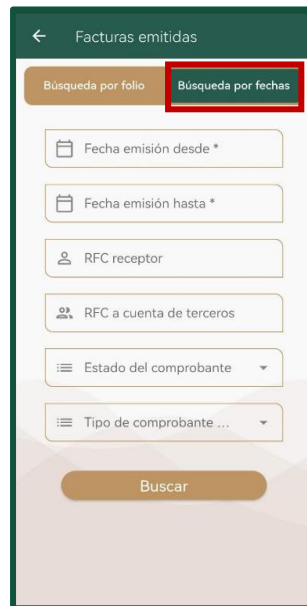 Facturas emitidas
Búsqueda por folio
Búsqueda por fechas
Fecha emisión desde *
Fecha emisión hasta *
RFC receptor
RFC a cuenta de terceros
Estado del comprobante
Tipo de comprobante ...
Buscar